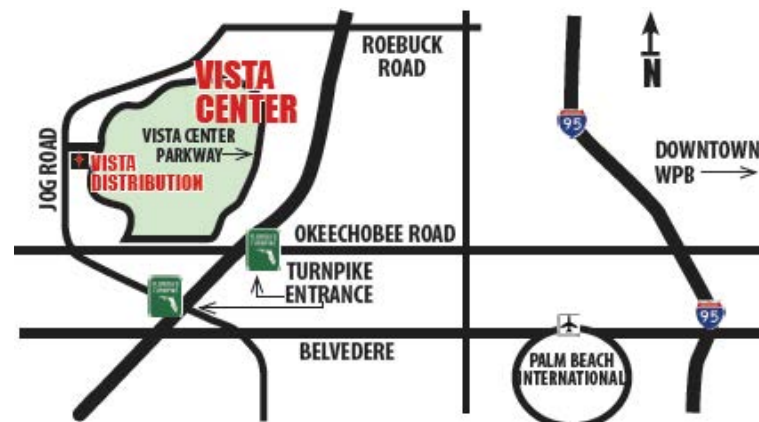 ROEBUCK
ROAD
N
VISTA
CENTER
VISTA CENTER
PARKWAY
JOG ROAD
VISTA
DISTRIBUTION
95
DOWNTOWN
WPB
OKEECHOBEE ROAD
TURNPIKE
ENTRANCE
95
BELVEDERE
PALM BEACH
INTERNATIONAL